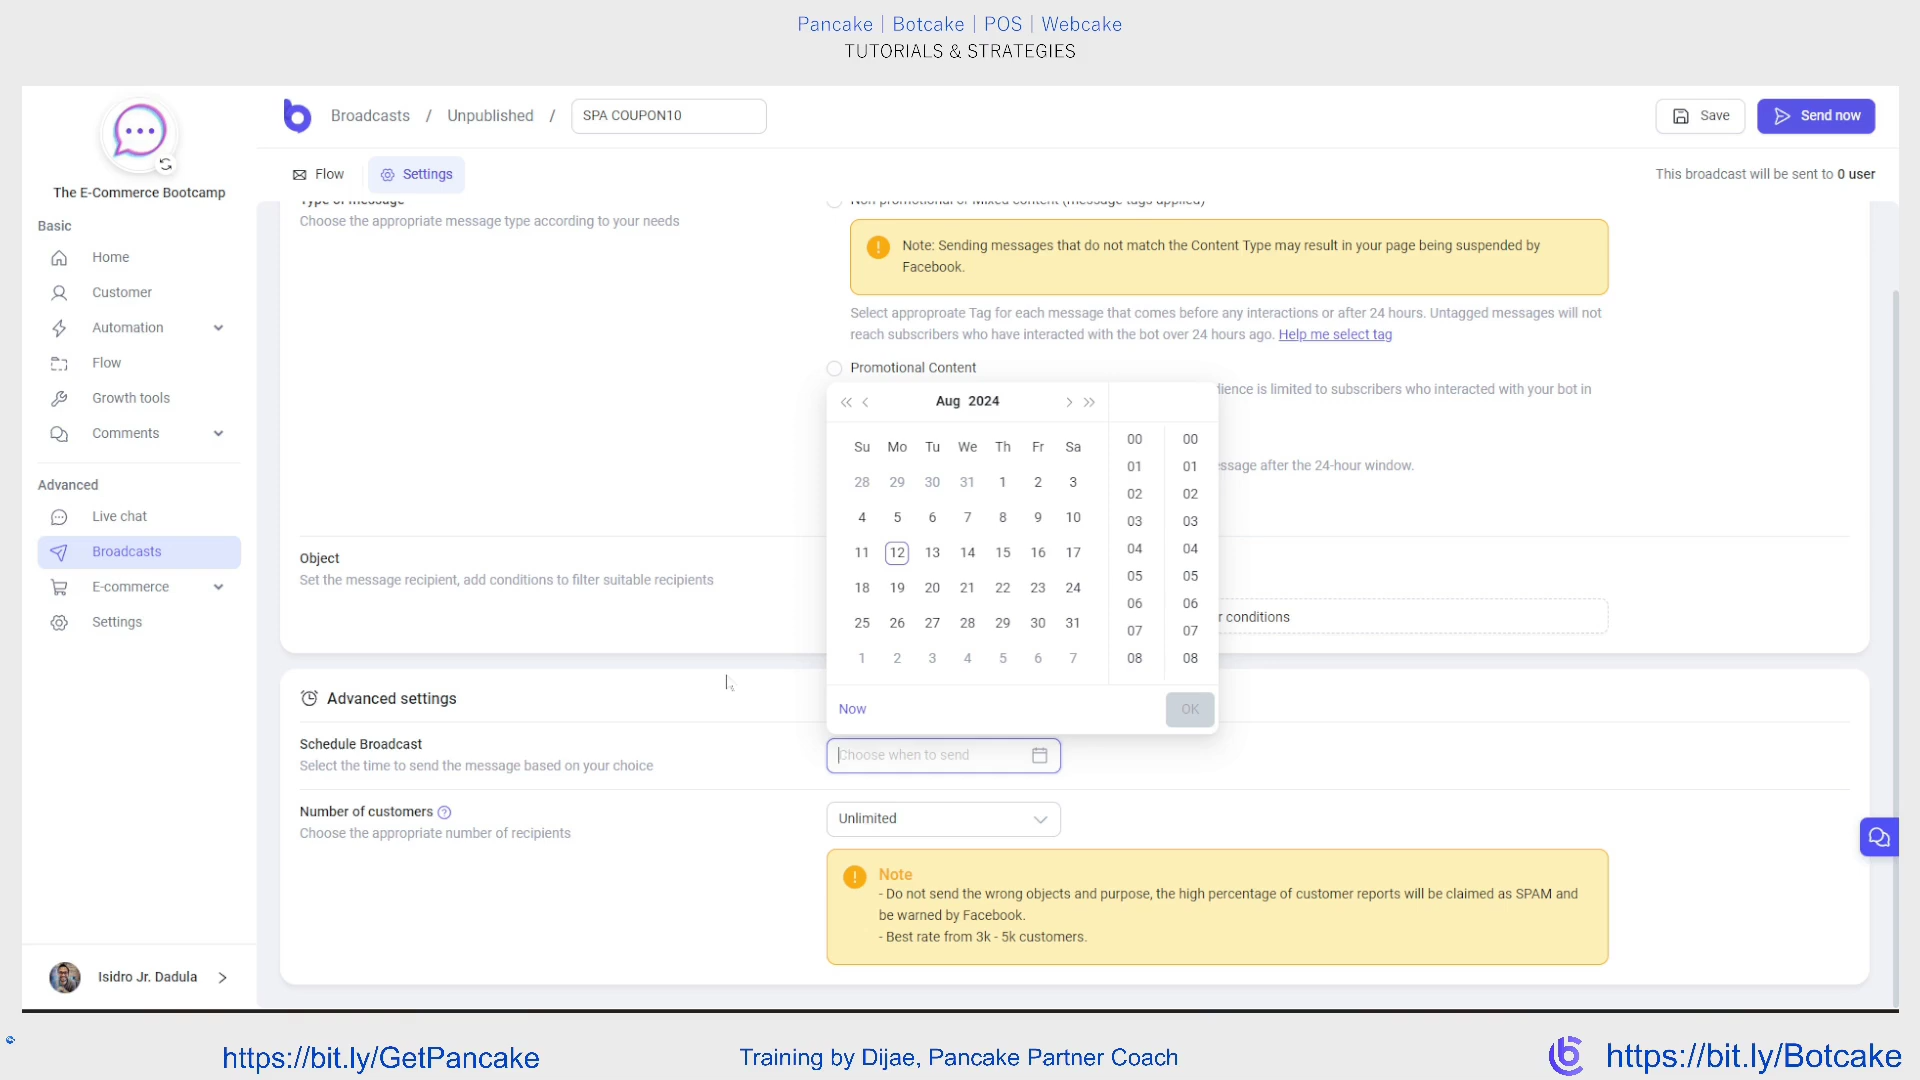 Pancake | Botcake | POS | Webcake
TUTORIALS & STRATEGIES
The E-Commerce Bootcamp
Basic
Home
Customer
Automation
Flow
Growth tools
Comments
Advanced
Live chat
Broadcasts
E-commerce
Settings
Isidro Jr. Dadula
Broadcasts / Unpublished / SPA COUPON10
Save
Send now
Flow
Settings
This broadcast will be sent to 0 user
Type of message
Choose the appropriate message type according to your needs
Non promotional or Mixed content (message tags applied)
Note: Sending messages that do not match the Content Type may result in your page being suspended by
Facebook.
Select approproate Tag for each message that comes before any interactions or after 24 hours. Untagged messages will not
reach subscribers who have interacted with the bot over 24 hours ago. Help me select tag
Promotional Content
ience is limited to subscribers who interacted with your bot in
ssage after the 24-hour window.
Aug 2024
Su Mo Tu We Th Fr Sa
28 29 30 31 1 2 3
4 5 6 7 8 9 10
11 12 13 14 15 16 17
18 19 20 21 22 23 24
25 26 27 28 29 30 31
1 2 3 4 5 6 7
00 00
01 01
02 02
03 03
04 04
05 05
06 06
07 07
08 08
Now
OK
Object
Set the message recipient, add conditions to filter suitable recipients
r conditions
Advanced settings
Schedule Broadcast
Select the time to send the message based on your choice
Choose when to send
Number of customers
Choose the appropriate number of recipients
Unlimited
Note
- Do not send the wrong objects and purpose, the high percentage of customer reports will be claimed as SPAM and
be warned by Facebook.
- Best rate from 3k - 5k customers.
https://bit.ly/GetPancake
Training by Dijae, Pancake Partner Coach
https://bit.ly/Botcake